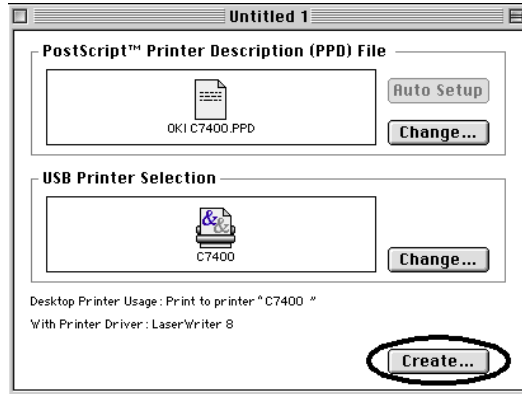 Untitled 1
PostScript™ Printer Description (PPD) File
OKI C7400.PPD
Auto Setup
Change...
USB Printer Selection
C7400
Change...
Desktop Printer Usage : Print to printer “C7400 ”
With Printer Driver : LaserWriter 8
Create...